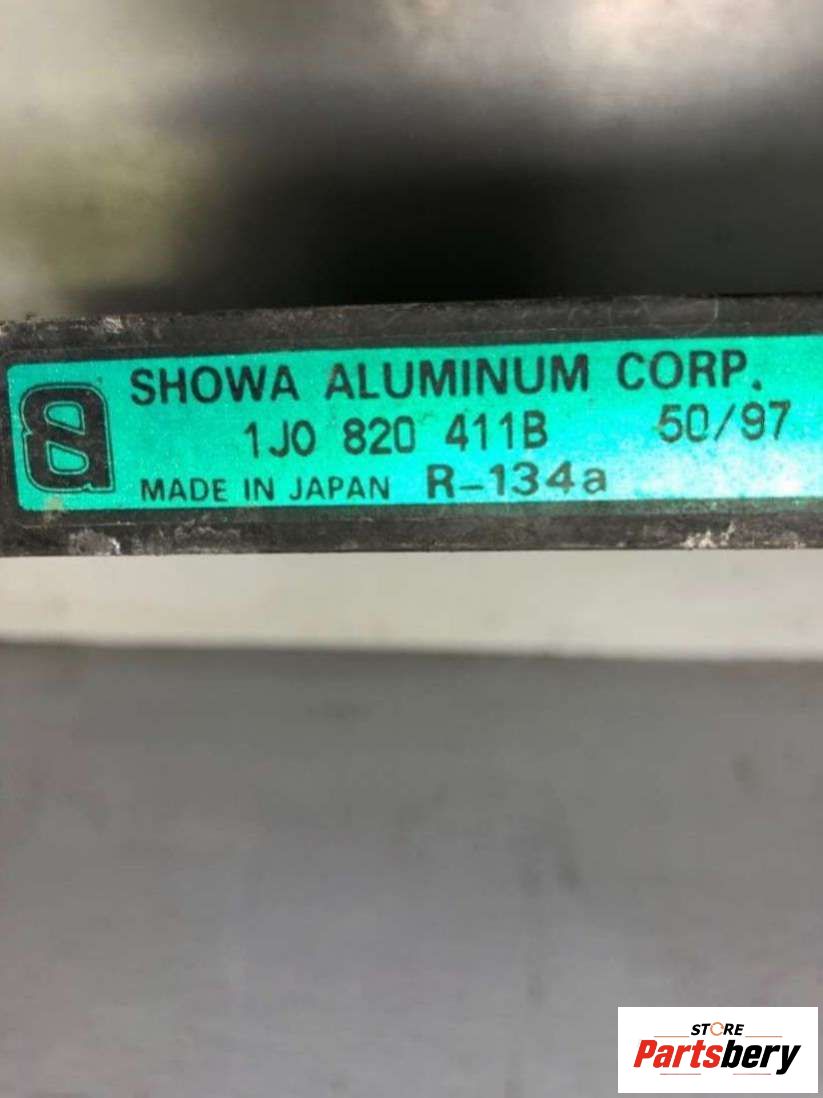 SHOWA ALUMINUM CORP.
1J0 820 411B 50/97
MADE IN JAPAN R-134a
STORE
Partsbery